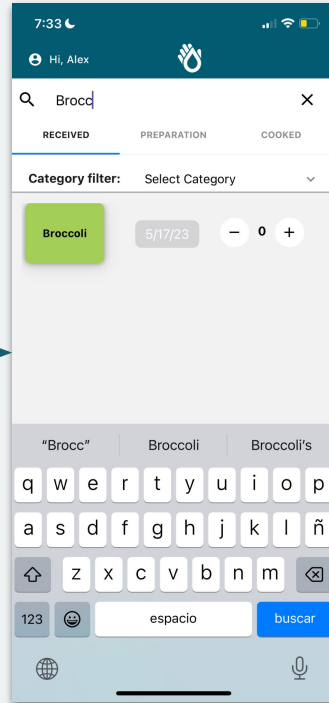 7:33
Hi, Alex
Brocc
RECEIVED PREPARATION COOKED
Category filter: Select Category
Broccoli 5/17/23 − 0 +
“Brocc” Broccoli Broccoli's
q w e r t y u i o p
a s d f g h j k l ñ
z x c v b n m
123 espacio buscar